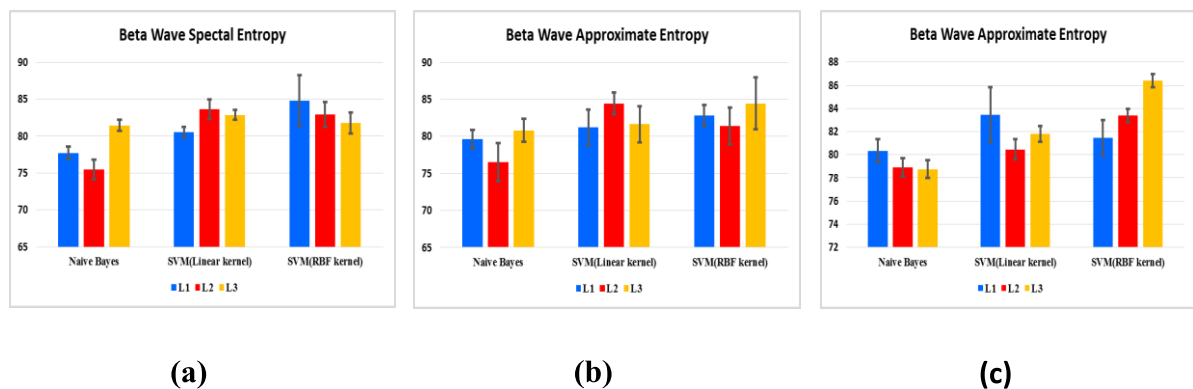 Beta Wave Spectal Entropy
90
85
80
75
70
65
Naive Bayes SVM(Linear kernel) SVM(RBF kernel)
L1 L2 L3
(a)
Beta Wave Approximate Entropy
90
85
80
75
70
65
Naive Bayes SVM(Linear kernel) SVM(RBF kernel)
L1 L2 L3
(b)
Beta Wave Approximate Entropy
88
86
84
82
80
78
76
74
72
Naive Bayes SVM(Linear kernel) SVM(RBF kernel)
L1 L2 L3
(c)